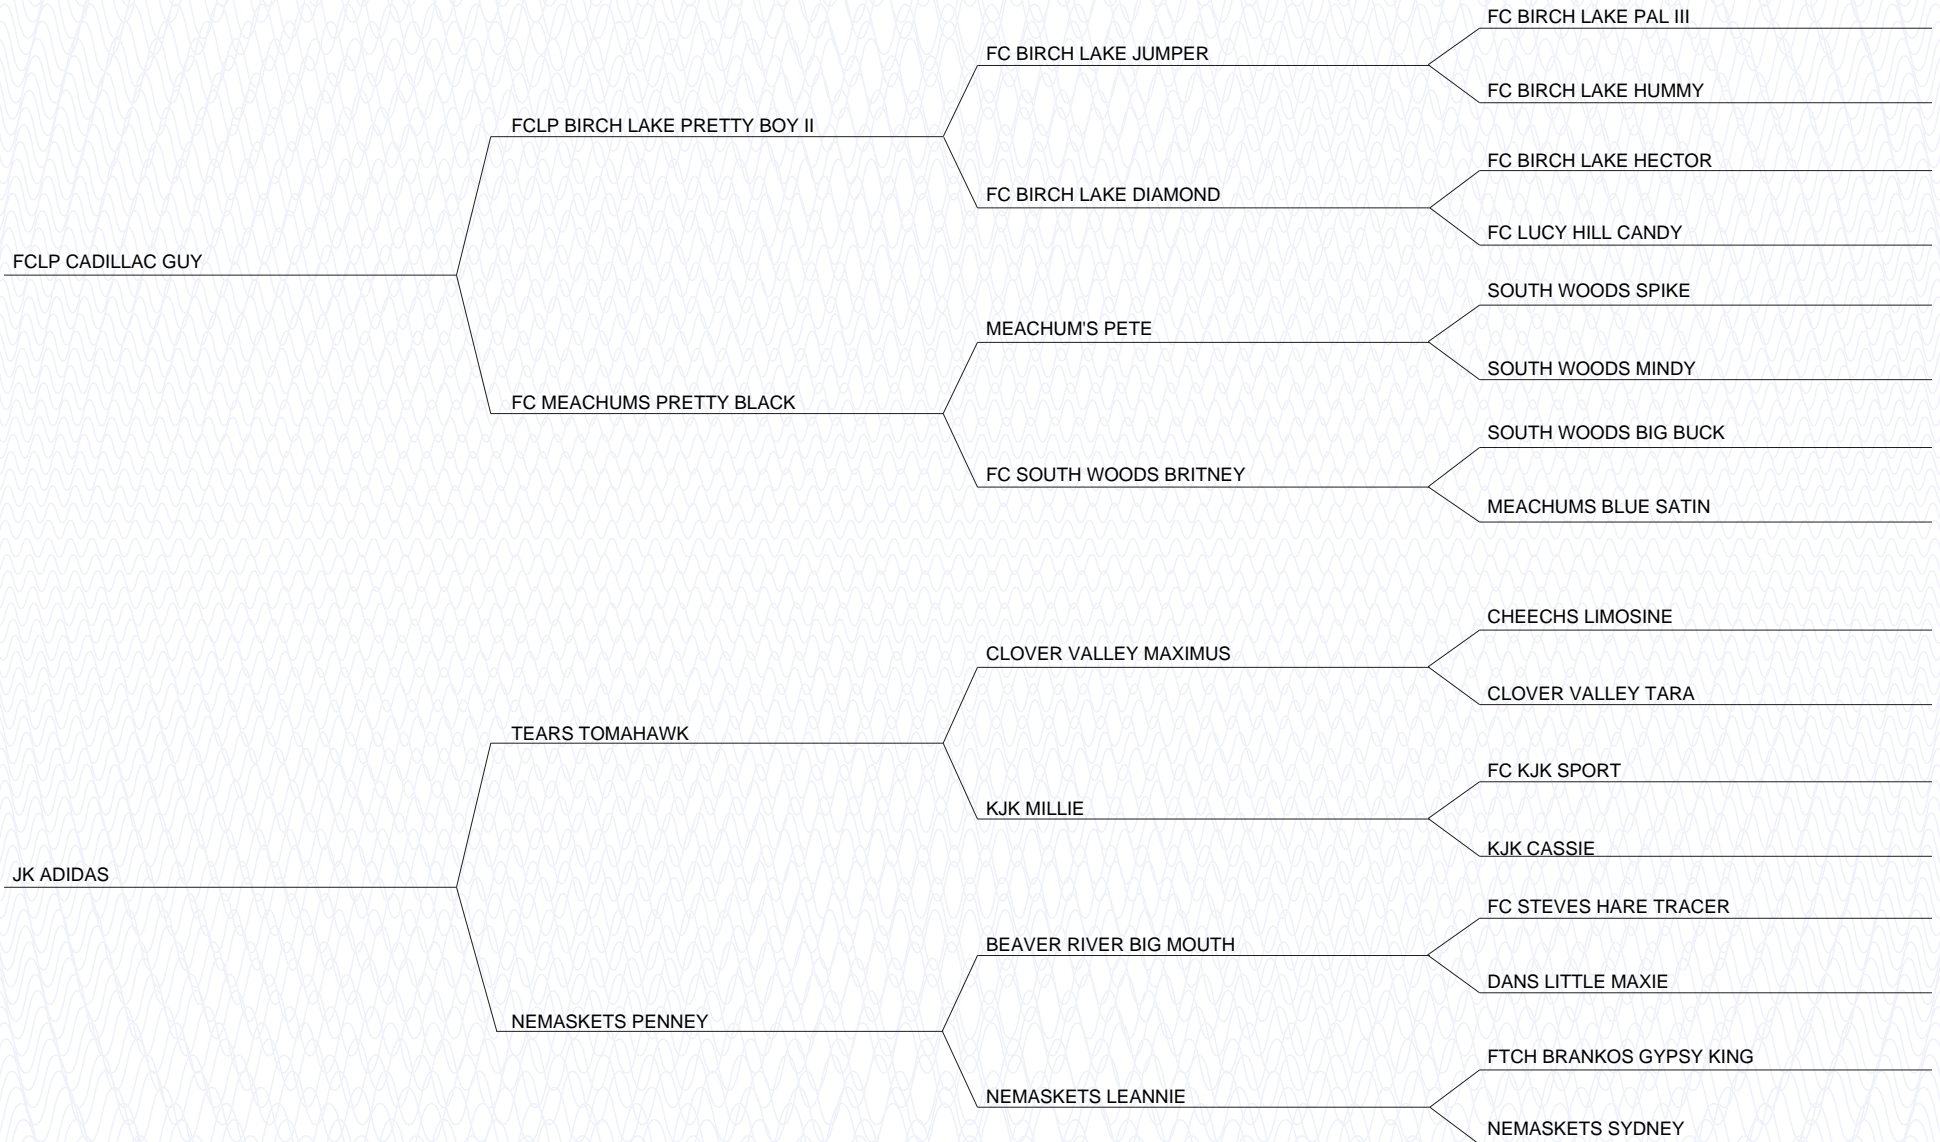 FC BIRCH LAKE PAL III
FC BIRCH LAKE JUMPER
FC BIRCH LAKE HUMMY
FCLP BIRCH LAKE PRETTY BOY II
FC BIRCH LAKE HECTOR
FC BIRCH LAKE DIAMOND
FC LUCY HILL CANDY
FCLP CADILLAC GUY
SOUTH WOODS SPIKE
MEACHUM'S PETE
SOUTH WOODS MINDY
FC MEACHUMS PRETTY BLACK
SOUTH WOODS BIG BUCK
FC SOUTH WOODS BRITNEY
MEACHUMS BLUE SATIN
CHEECHS LIMOSINE
CLOVER VALLEY MAXIMUS
CLOVER VALLEY TARA
TEARS TOMAHAWK
FC KJK SPORT
KJK MILLIE
KJK CASSIE
JK ADIDAS
FC STEVES HARE TRACER
BEAVER RIVER BIG MOUTH
DANS LITTLE MAXIE
NEMASKETS PENNEY
FTCH BRANKOS GYPSY KING
NEMASKETS LEANNIE
NEMASKETS SYDNEY